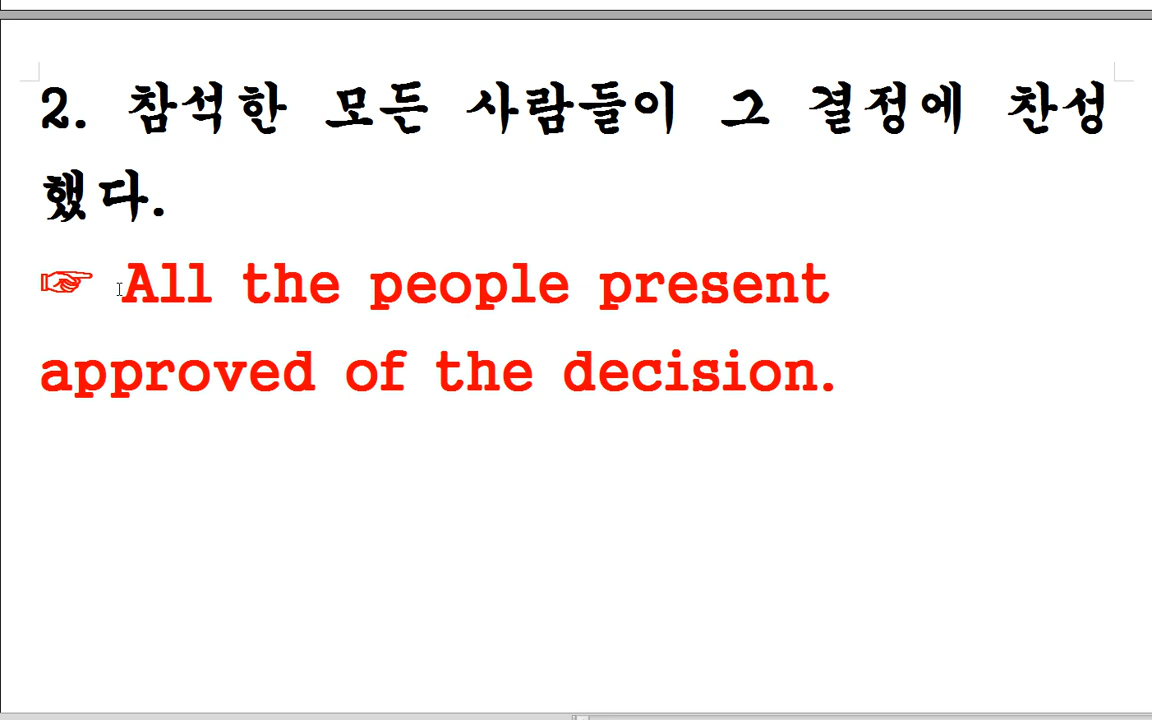 2. 참석한 모든 사람들이 그 결정에 찬성
했다.
☞ All the people present
approved of the decision.